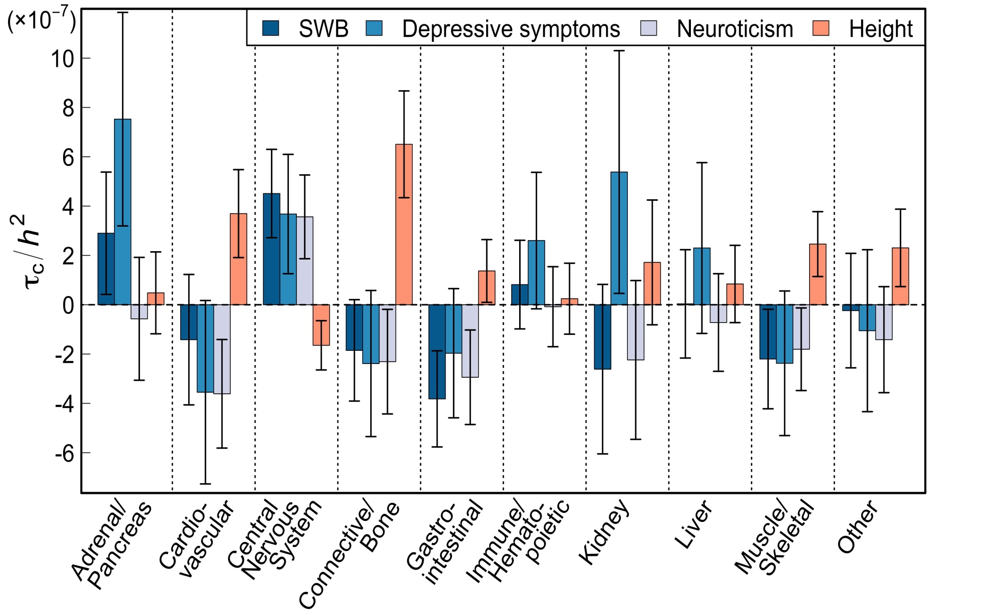 (×10⁻⁷)
SWB Depressive symptoms Neuroticism Height
10
8
6
4
2
0
-2
-4
-6
τc/h²
Adrenal/
Pancreas
Cardio-
vascular
Central
Nervous
System
Connective/
Bone
Gastro-
intestinal
Immune/
Hemato-
poietic
Kidney
Liver
Muscle/
Skeletal
Other